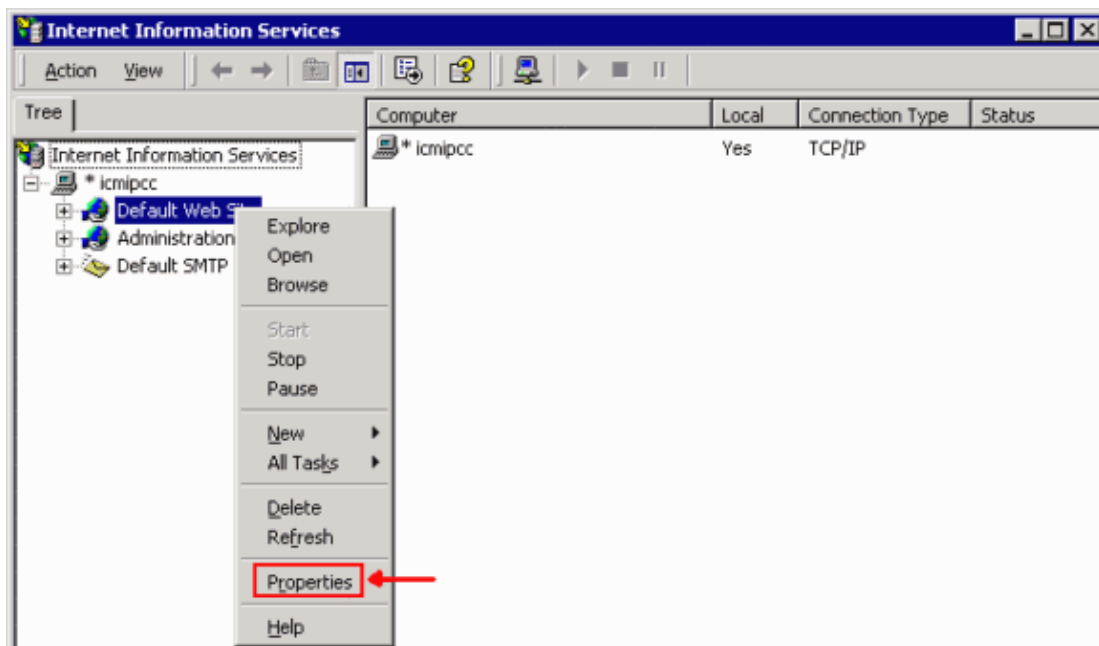 Internet Information Services
Action View
Tree
Computer Local Connection Type Status
Internet Information Services
* icmipcc Yes TCP/IP
* icmipcc
Default Web
Administration
Default SMTP
Explore
Open
Browse
Start
Stop
Pause
New
All Tasks
Delete
Refresh
Properties
Help